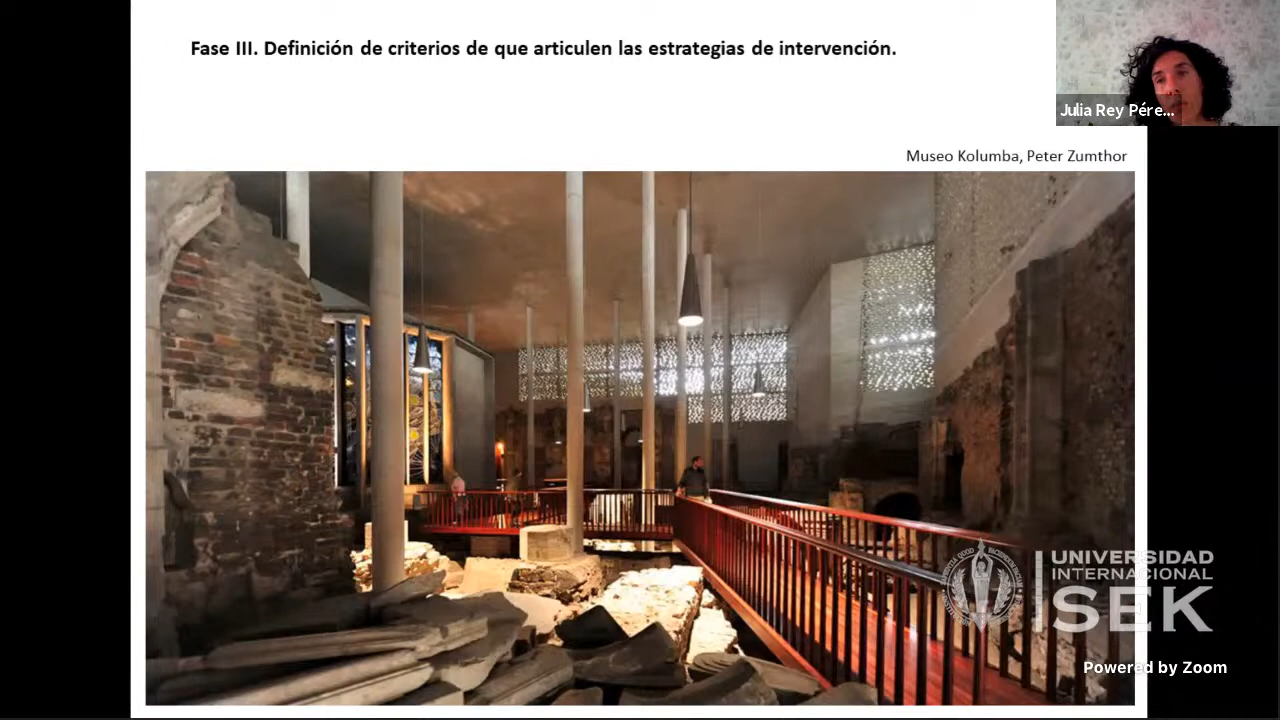 Fase III. Definición de criterios de que articulen las estrategias de intervención.
Julia Rey Pére...
Museo Kolumba, Peter Zumthor
UNIVERSIDAD
INTERNACIONAL
SEK
Powered by Zoom